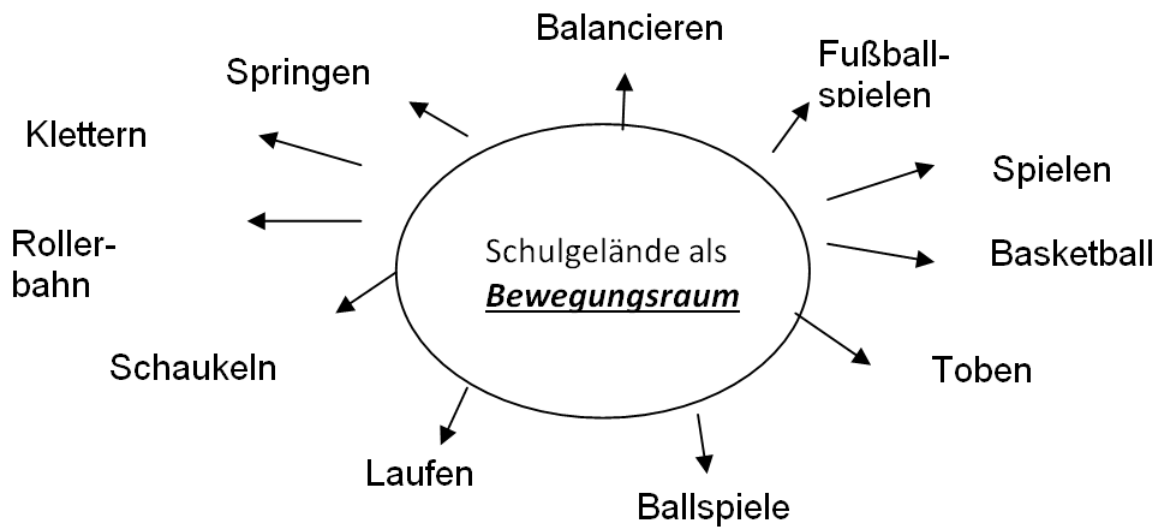 Balancieren
Fußball-
spielen
Springen
Klettern
Spielen
Roller-
bahn
Schulgelände als
Bewegungsraum
Basketball
Schaukeln
Toben
Laufen
Ballspiele